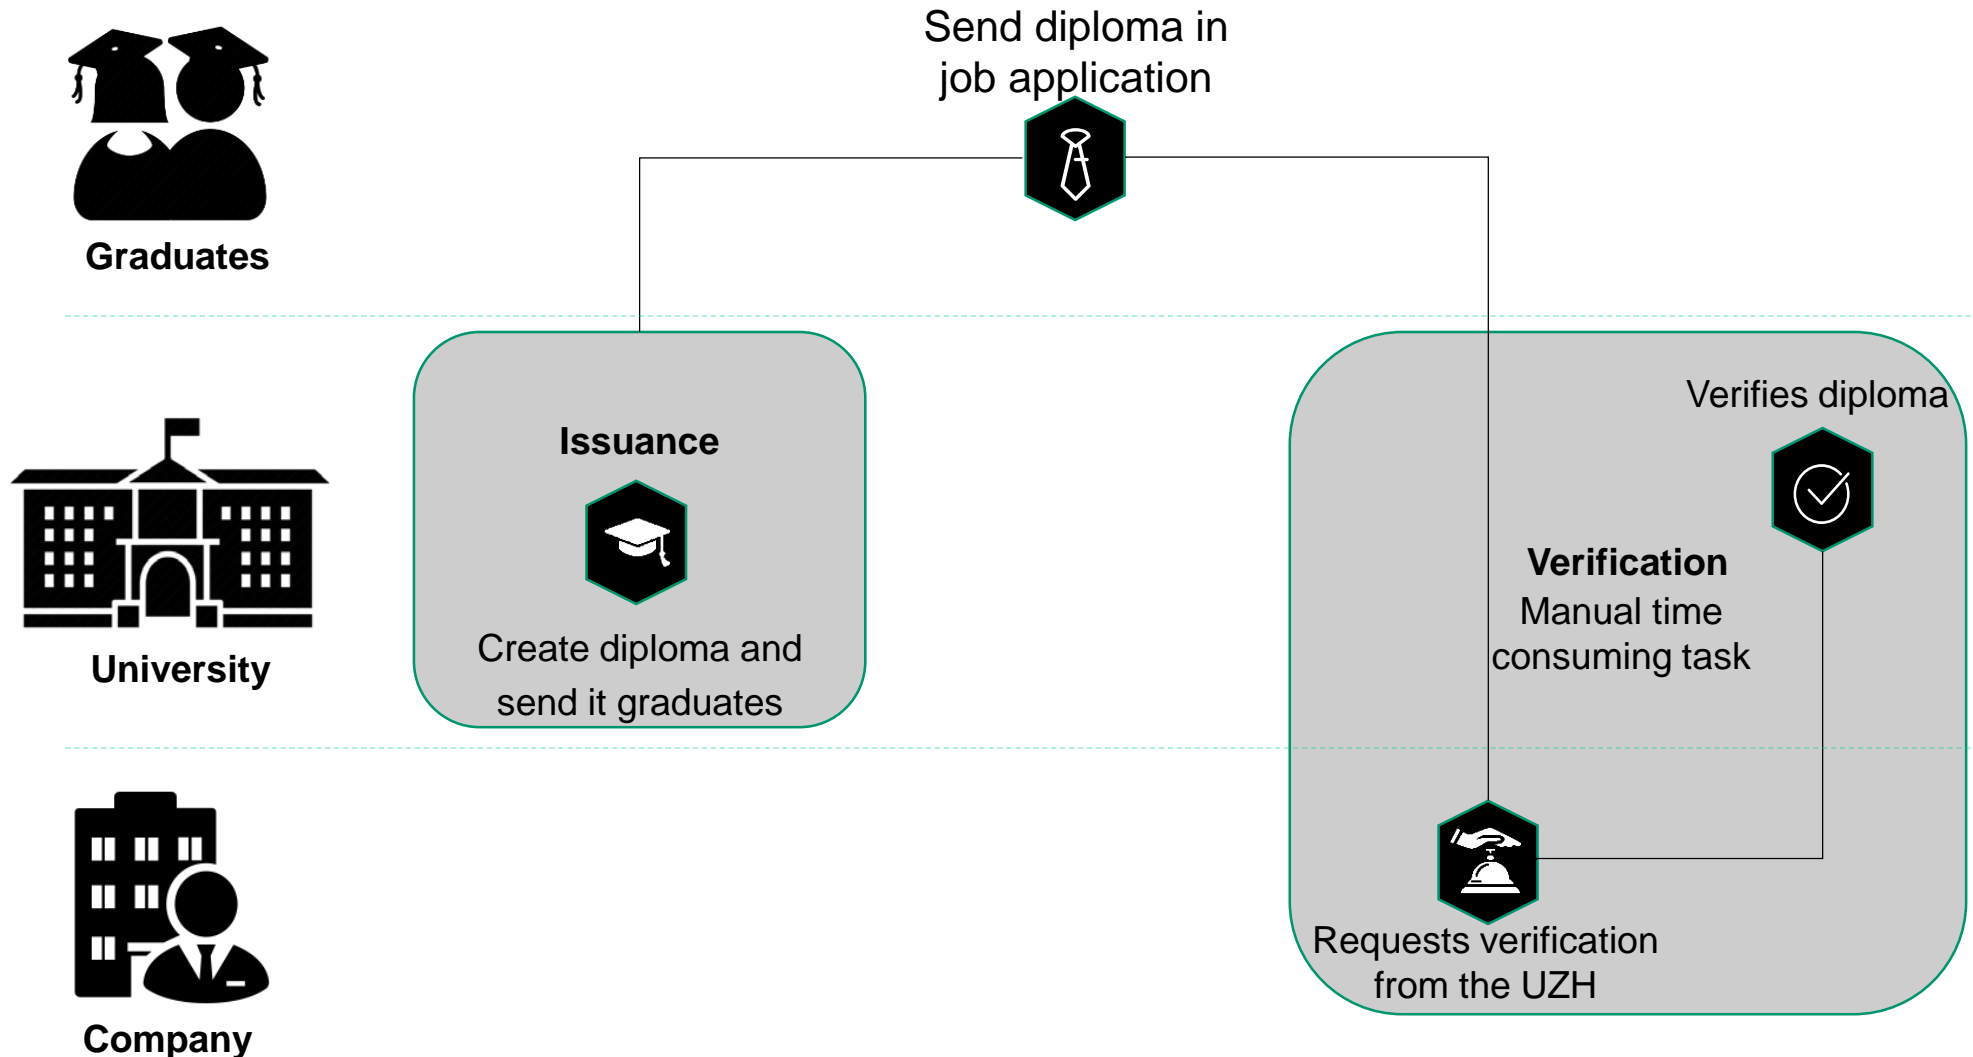 Send diploma in
job application
Graduates
Issuance
Create diploma and
send it graduates
University
Verifies diploma
Verification
Manual time
consuming task
Requests verification
from the UZH
Company